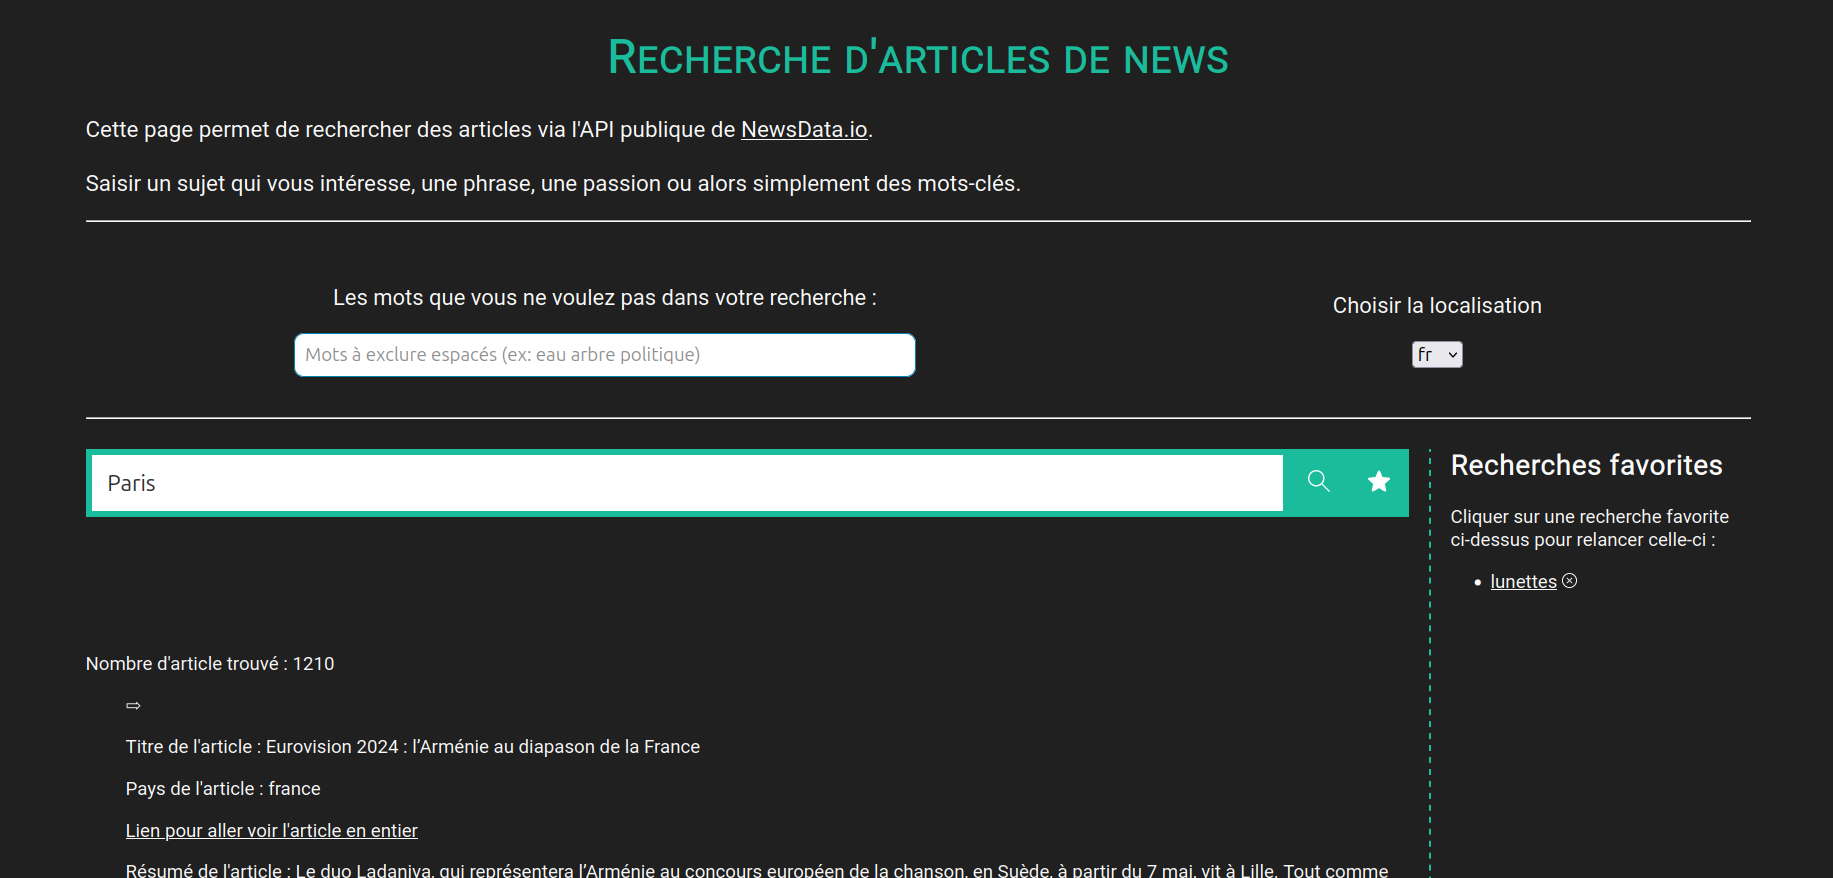 Recherche d'articles de news
Cette page permet de rechercher des articles via l'API publique de NewsData.io.
Saisir un sujet qui vous intéresse, une phrase, une passion ou alors simplement des mots-clés.
Les mots que vous ne voulez pas dans votre recherche :
Mots à exclure espacés (ex: eau arbre politique)
Choisir la localisation
fr
Paris
Recherches favorites
Cliquer sur une recherche favorite
ci-dessus pour relancer celle-ci :
• lunettes
Nombre d'article trouvé : 1210
⇨
Titre de l'article : Eurovision 2024 : l’Arménie au diapason de la France
Pays de l'article : france
Lien pour aller voir l'article en entier
Résumé de l'article : Le duo Ladaniva, qui représentera l’Arménie au concours européen de la chanson, en Suède, à partir du 7 mai, vit à Lille. Tout comme